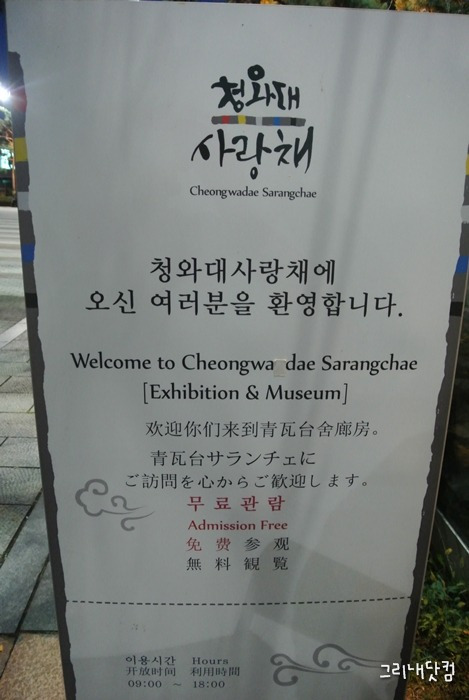 청와대
사랑채
Cheongwadae Sarangchae
청와대사랑채에
오신 여러분을 환영합니다.
Welcome to Cheongwa dae Sarangchae
[Exhibition & Museum]
欢迎你们来到青瓦台舍廊房。
青瓦台サランチェに
ご訪問を心からご歓迎します。
무료관람
Admission Free
免费参观
無料観覧
이용시간 Hours
开放时间 利用時間
09:00 ~ 18:00
그리내닷컴